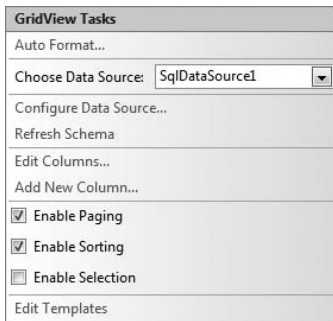 GridView Tasks
Auto Format...
Choose Data Source: SqlDataSource1
Configure Data Source...
Refresh Schema
Edit Columns...
Add New Column...
Enable Paging
Enable Sorting
Enable Selection
Edit Templates